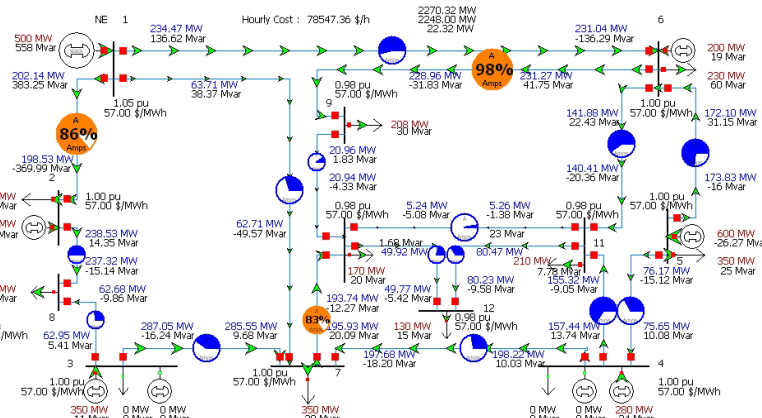 NE 1
Hourly Cost : 78547.36 $/h
2270.32 MW
2248.00 MW
22.32 MW
6
234.47 MW
136.62 MW
231.04 MW
-136.29 MW
500 MW
558 Mvar
200 MW
19 Mvar
230 MW
60 Mvar
A
98%
Amps
228.96 MW
-31.83 MW
231.27 MW
41.75 Mvar
202.14 MW
383.25 MVar
63.71 MW
38.37 Mvar
0.98 pu
57.00 $/MWh
9
1.05 pu
57.00 $/MWh
1.00 pu
57.00 $/MWh
A
86%
Amps
208 MW
30 Mvar
141.88 MW
22.43 Mvar
172.10 MW
31.15 Mvar
198.53 MW
-369.99 MW
20.96 MW
1.83 Mvar
20.94 MW
-4.33 Mvar
140.41 MW
-20.36 MW
173.83 MW
-16 Mvar
2
1.00 pu
57.00 $/MWh
0.98 pu
57.00 $/MWh
5.24 MW
-5.08 Mvar
5.26 MW
-1.38 Mvar
23 Mvar
0.98 pu
57.00 $/MWh
1.00 pu
57.00 $/MWh
238.53 MW
14.35 Mvar
237.32 MW
-15.14 Mvar
62.71 MW
-49.57 MVar
1.68 Mvar
49.92 MW
80.47 MW
11
5
600 MW
-26.27 Mvar
350 MW
25 Mvar
210 MW
7.78 Mvar
155.32 MW
-9.05 Mvar
76.17 MW
-15.12 Mvar
170 MW
20 Mvar
49.77 MW
-5.42 Mvar
80.23 MW
-9.58 Mvar
62.68 MW
-9.86 Mvar
8
193.74 MW
-12.27 Mvar
12
0.98 pu
57.00 $/MWh
130 MW
15 Mvar
83%
195.93 MW
20.09 Mvar
157.44 MW
13.74 Mvar
75.65 MW
10.08 Mvar
62.95 MW
5.41 Mvar
287.05 MW
-16.24 Mvar
285.55 MW
9.68 Mvar
197.68 MW
-18.20 Mvar
198.22 MW
10.03 Mvar
3
1.00 pu
57.00 $/MWh
1.00 pu
57.00 $/MWh
7
4
1.00 pu
57.00 $/MWh
350 MW
0 MW
0 MW
350 MW
0 MW
0 MW
280 MW